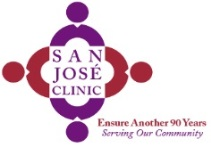 SAN
JOSÉ
CLINIC
Ensure Another 90 Years
Serving Our Community